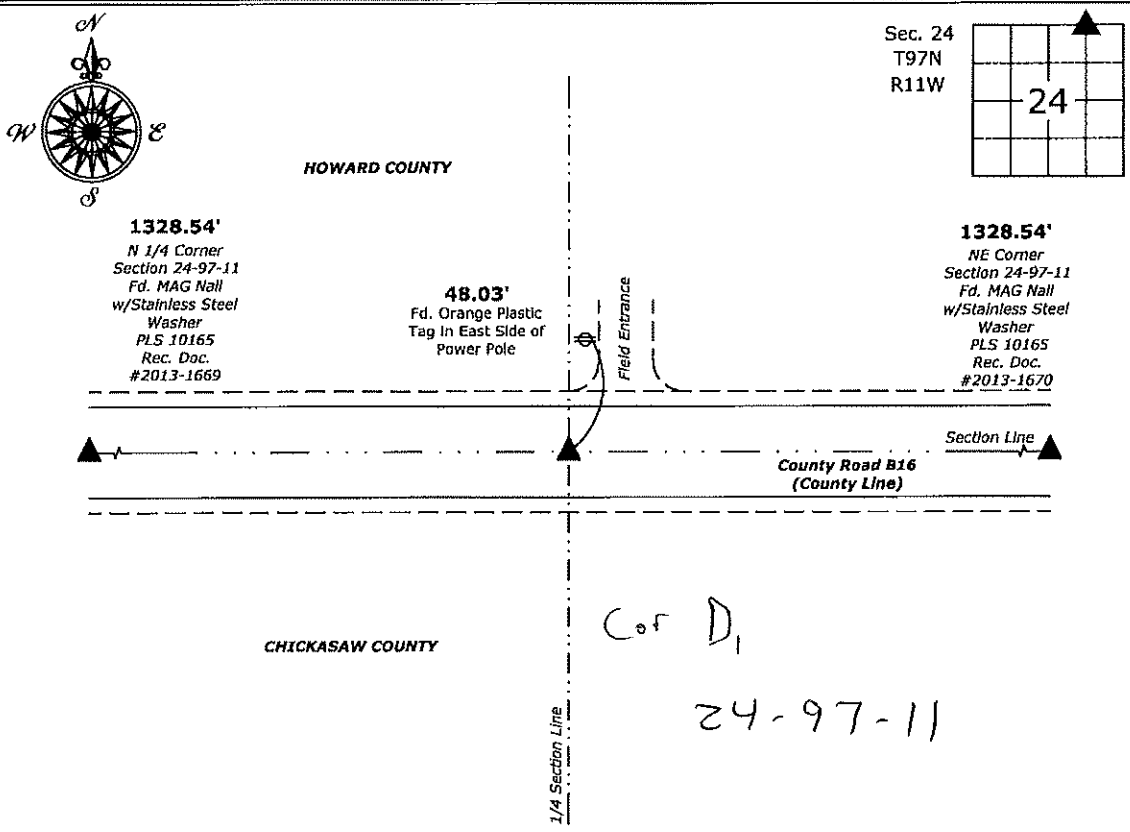 N
W
E
S
Sec. 24
T97N
R11W
24
HOWARD COUNTY
1328.54'
N 1/4 Corner
Section 24-97-11
Fd. MAG Nail
w/Stainless Steel
Washer
PLS 10165
Rec. Doc.
#2013-1669
48.03'
Fd. Orange Plastic
Tag in East Side of
Power Pole
Field Entrance
1328.54'
NE Corner
Section 24-97-11
Fd. MAG Nail
w/Stainless Steel
Washer
PLS 10165
Rec. Doc.
#2013-1670
Section Line
County Road B16
(County Line)
CHICKASAW COUNTY
Cor D1
24-97-11
1/4 Section Line